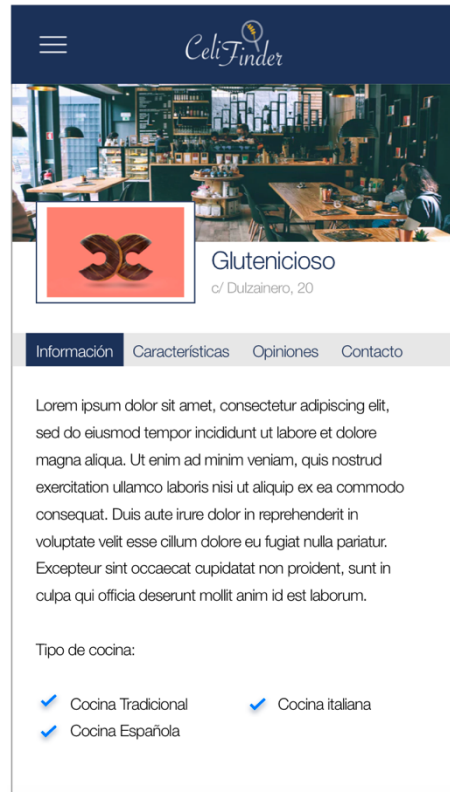 CeliFinder
Glutenicioso
c/ Dulzainero, 20
Información Características Opiniones Contacto
Lorem ipsum dolor sit amet, consectetur adipiscing elit,
sed do eiusmod tempor incididunt ut labore et dolore
magna aliqua. Ut enim ad minim veniam, quis nostrud
exercitation ullamco laboris nisi ut aliquip ex ea commodo
consequat. Duis aute irure dolor in reprehenderit in
voluptate velit esse cillum dolore eu fugiat nulla pariatur.
Excepteur sint occaecat cupidatat non proident, sunt in
culpa qui officia deserunt mollit anim id est laborum.
Tipo de cocina:
Cocina Tradicional Cocina italiana
Cocina Española